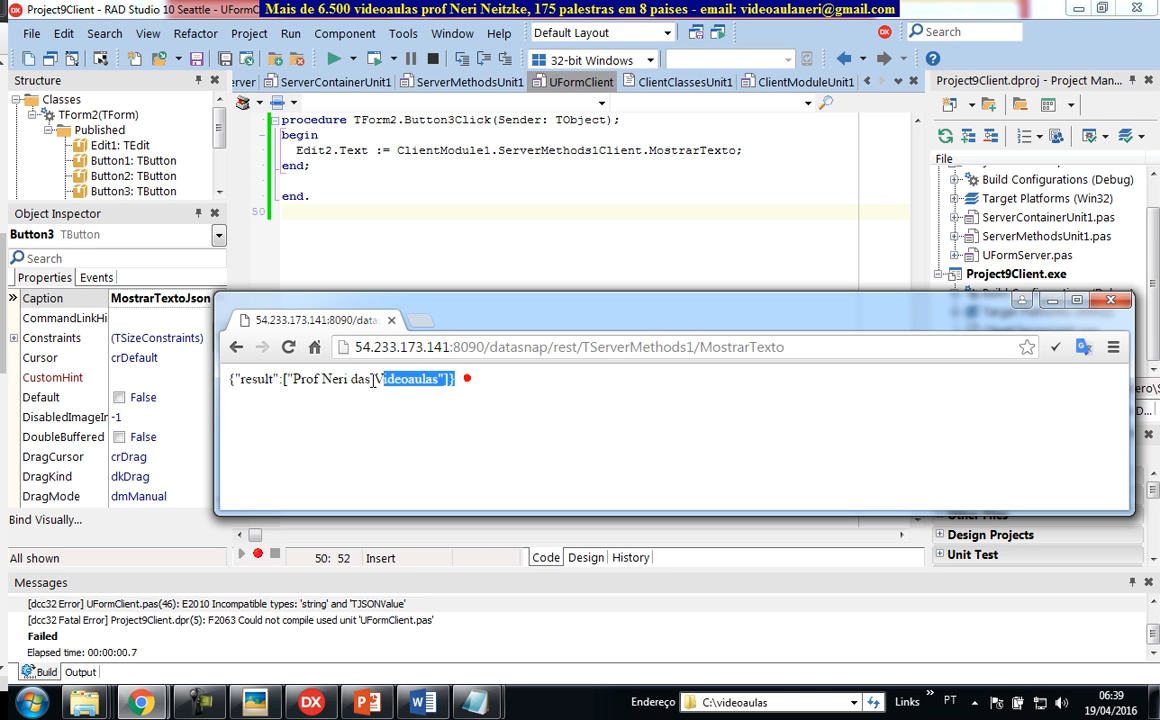 Project9Client - RAD Studio 10 Seattle - UFormCl
Mais de 6.500 videoaulas prof Neri Neitzke, 175 palestras em 8 paises - email: videoaulaneri@gmail.com
File Edit Search View Refactor Project Run Component Tools Window Help
Default Layout
Search
32-bit Windows
Structure
Classes
TForm2(TForm)
Published
Edit1: TEdit
Button1: TButton
Button2: TButton
Button3: TButton
Object Inspector
Button3 TButton
Search
Properties Events
Caption MostrarTextoJson
CommandLinkHi
Constraints (TSizeConstraints)
Cursor crDefault
CustomHint
Default False
DisabledImageIn -1
DoubleBuffered False
DragCursor crDrag
DragKind dkDrag
DragMode dmManual
Bind Visually...
All shown
erver ServerContainerUnit1 ServerMethodsUnit1 UFormClient ClientClassesUnit1 ClientModuleUnit1
procedure TForm2.Button3Click(Sender: TObject);
begin
Edit2.Text := ClientModule1.ServerMethods1Client.MostrarTexto;
end;
end.
50
Project9Client.dproj - Project Man...
File
Build Configurations (Debug)
Target Platforms (Win32)
ServerContainerUnit1.pas
ServerMethodsUnit1.pas
UFormServer.pas
Project9Client.exe
54.233.173.141:8090/data
54.233.173.141:8090/datasnap/rest/TServerMethods1/MostrarTexto
{"result":["Prof Neri das Videoaulas"]}
Design Projects
Unit Test
50: 52 Insert
Code Design History
Messages
[dcc32 Error] UFormClient.pas(46): E2010 Incompatible types: 'string' and 'TJSONValue'
[dcc32 Fatal Error] Project9Client.dpr(5): F2063 Could not compile used unit 'UFormClient.pas'
Failed
Elapsed time: 00:00:00.7
Build Output
Endereço C:\videoaulas
Links »
PT
06:39
19/04/2016